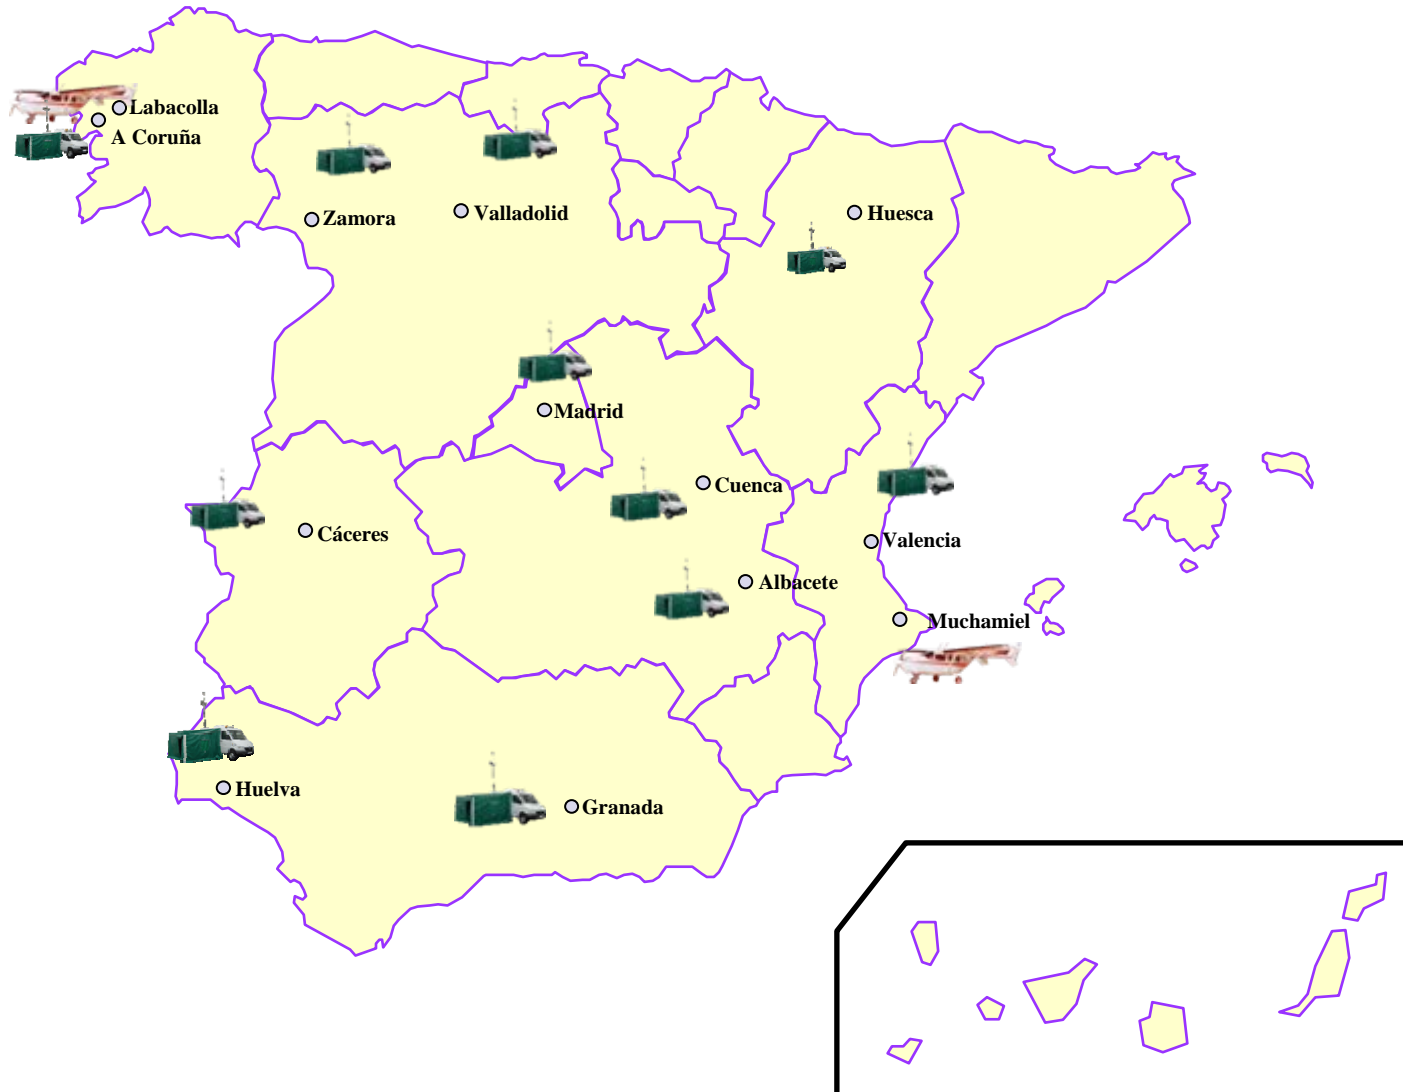 Labacolla
A Coruña
Zamora
Valladolid
Huesca
Madrid
Cuenca
Cáceres
Valencia
Albacete
Muchamiel
Huelva
Granada